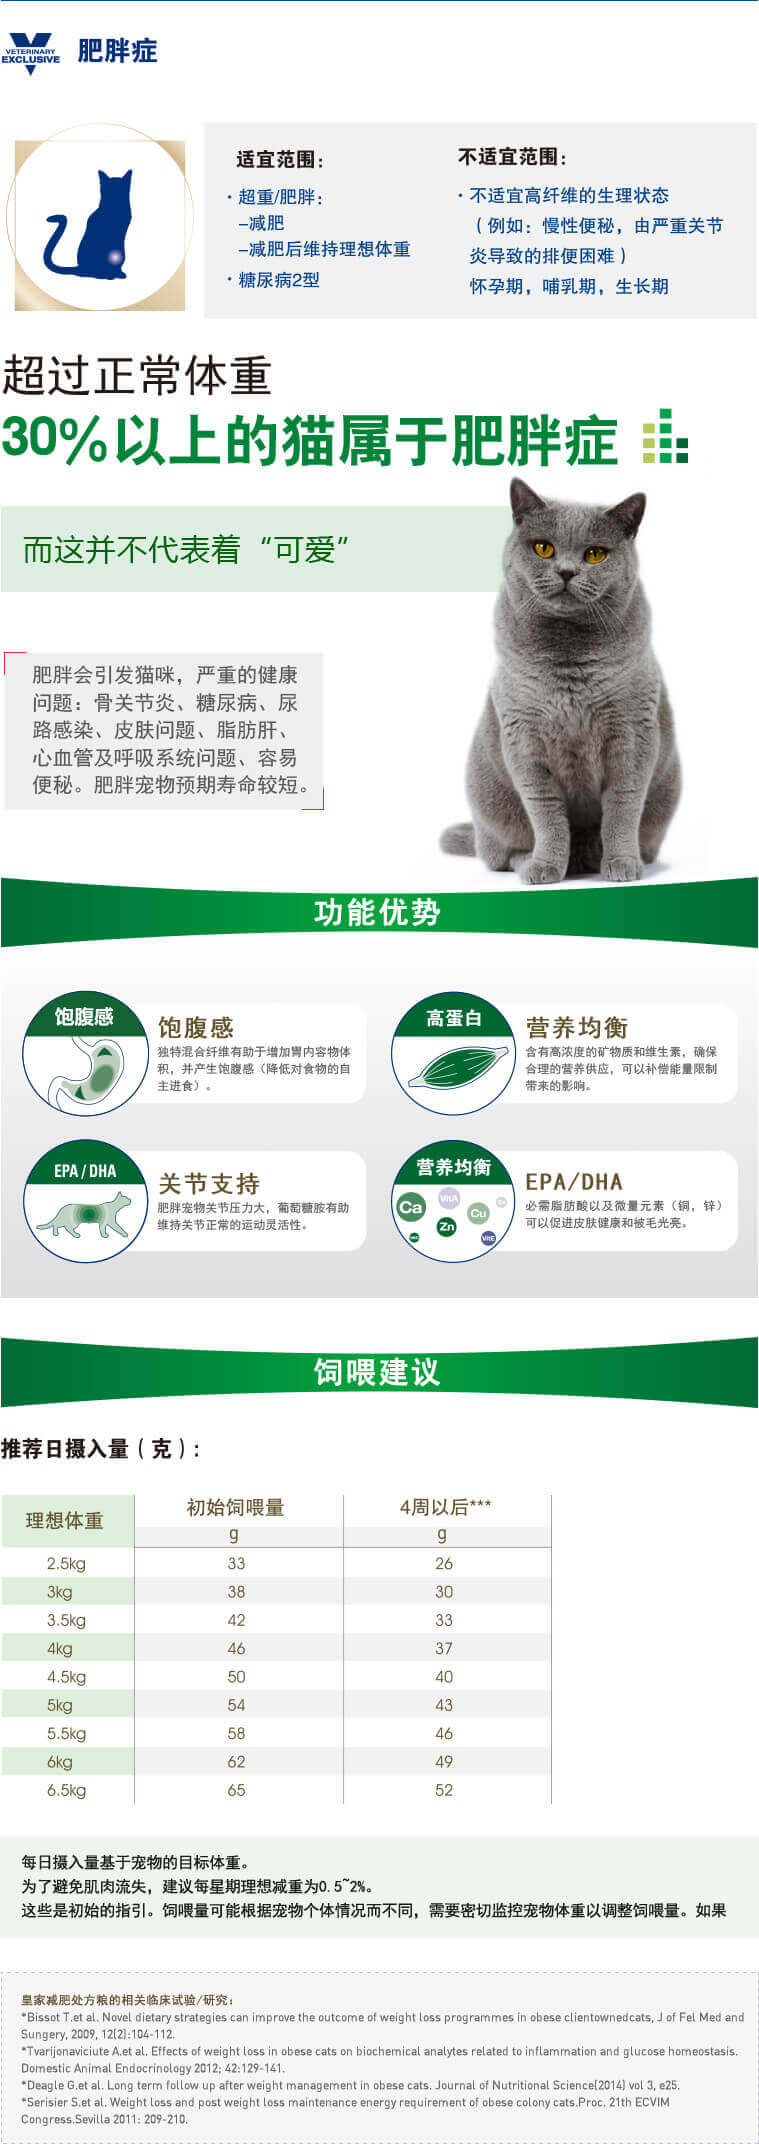 VETERINARY
EXCLUSIVE
肥胖症
适宜范围：
· 超重/肥胖：
–减肥
–减肥后维持理想体重
· 糖尿病2型
不适宜范围：
· 不适宜高纤维的生理状态
（例如：慢性便秘，由严重关节
炎导致的排便困难）
怀孕期，哺乳期，生长期
超过正常体重
30%以上的猫属于肥胖症
而这并不代表着“可爱”
肥胖会引发猫咪，严重的健康
问题：骨关节炎、糖尿病、尿
路感染、皮肤问题、脂肪肝、
心血管及呼吸系统问题、容易
便秘。肥胖宠物预期寿命较短。
功能优势
饱腹感
饱腹感
独特混合纤维有助于增加胃内容物体
积，并产生饱腹感（降低对食物的自
主进食）。
高蛋白
营养均衡
含有高浓度的矿物质和维生素，确保
合理的营养供应，可以补偿能量限制
带来的影响。
EPA/DHA
关节支持
肥胖宠物关节压力大，葡萄糖胺有助
维持关节正常的运动灵活性。
营养均衡
Ca
VitA
Cu
Zn
VitE
EPA/DHA
必需脂肪酸以及微量元素（铜，锌）
可以促进皮肤健康和被毛光亮。
饲喂建议
推荐日摄入量（克）:
理想体重 初始饲喂量 4周以后***
g g
2.5kg 33 26
3kg 38 30
3.5kg 42 33
4kg 46 37
4.5kg 50 40
5kg 54 43
5.5kg 58 46
6kg 62 49
6.5kg 65 52
每日摄入量基于宠物的目标体重。
为了避免肌肉流失，建议每星期理想减重为0.5~2%。
这些是初始的指引。饲喂量可能根据宠物个体情况而不同，需要密切监控宠物体重以调整饲喂量。如果
皇家减肥处方粮的相关临床试验/研究：
*Bissot T.et al. Novel dietary strategies can improve the outcome of weight loss programmes in obese clientownedcats, J of Fel Med and
Sungery, 2009, 12(2):104-112.
*Tvarijonaviciute A.et al. Effects of weight loss in obese cats on biochemical analytes related to inflammation and glucose homeostasis.
Domestic Animal Endocrinology 2012; 42:129-141.
*Deagle G.et al. Long term follow up after weight management in obese cats. Journal of Nutritional Science(2014) vol 3, e25.
*Serisier S.et al. Weight loss and post weight loss maintenance energy requirement of obese colony cats.Proc. 21th ECVIM
Congress.Sevilla 2011: 209-210.